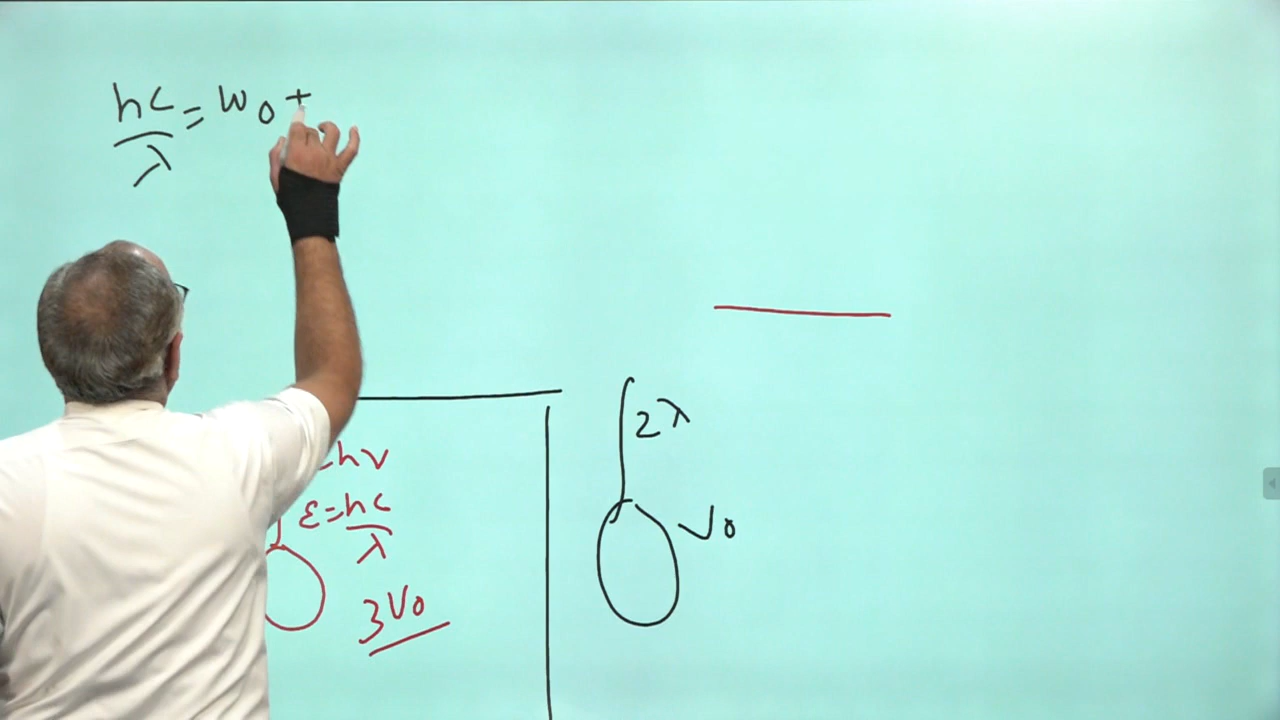 hc/λ = W0 +
=hν
ε = hc/λ
3V0
2λ
V0